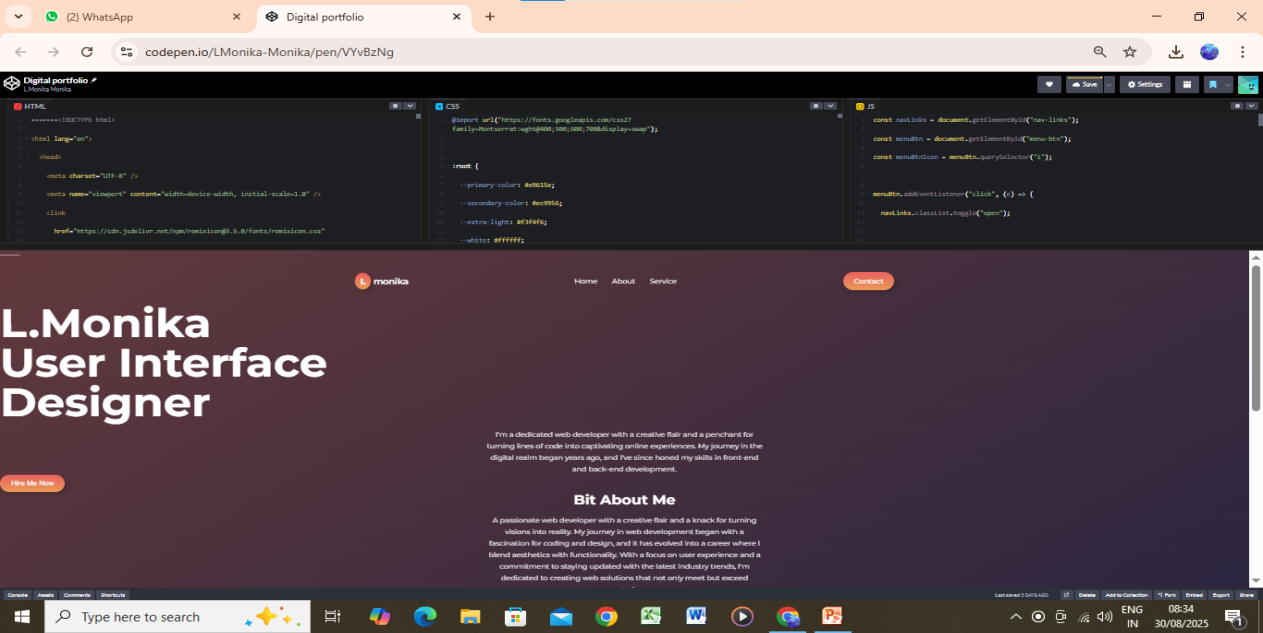 (2) WhatsApp
Digital portfolio
codepen.io/LMonika-Monika/pen/VYvBzNg
Digital portfolio
L.Monika Monika
Save
Settings
HTML
=======<!DOCTYPE html>
<html lang="en">
<head>
<meta charset="UTF-8" />
<meta name="viewport" content="width=device-width, initial-scale=1.0" />
<link
href="https://cdn.jsdelivr.net/npm/remixicon@3.5.0/fonts/remixicon.css"
CSS
@import url("https://fonts.googleapis.com/css2?
family=Montserrat:wght@400;500;600;700&display=swap");
:root {
--primary-color: #e9615e;
--secondary-color: #ec9956;
--extra-light: #f3f4f6;
--white: #ffffff;
JS
const navLinks = document.getElementById("nav-links");
const menuBtn = document.getElementById("menu-btn");
const menuBtnIcon = menuBtn.querySelector("i");
menuBtn.addEventListener("click", (e) => {
navLinks.classList.toggle("open");
L monika
Home About Service
Contact
L.Monika
User Interface
Designer
I'm a dedicated web developer with a creative flair and a penchant for
turning lines of code into captivating online experiences. My journey in the
digital realm began years ago, and I've since honed my skills in front-end
and back-end development.
Hire Me Now
Bit About Me
A passionate web developer with a creative flair and a knack for turning
visions into reality. My journey in web development began with a
fascination for coding and design, and it has evolved into a career where I
blend aesthetics with functionality. With a focus on user experience and a
commitment to staying updated with the latest industry trends, I'm
dedicated to creating web solutions that not only meet but exceed
Console Assets Comments Shortcuts
Last saved 3 DAYS AGO Delete Add to Collection Fork Embed Export Share
Type here to search
ENG
IN
08:34
30/08/2025
1